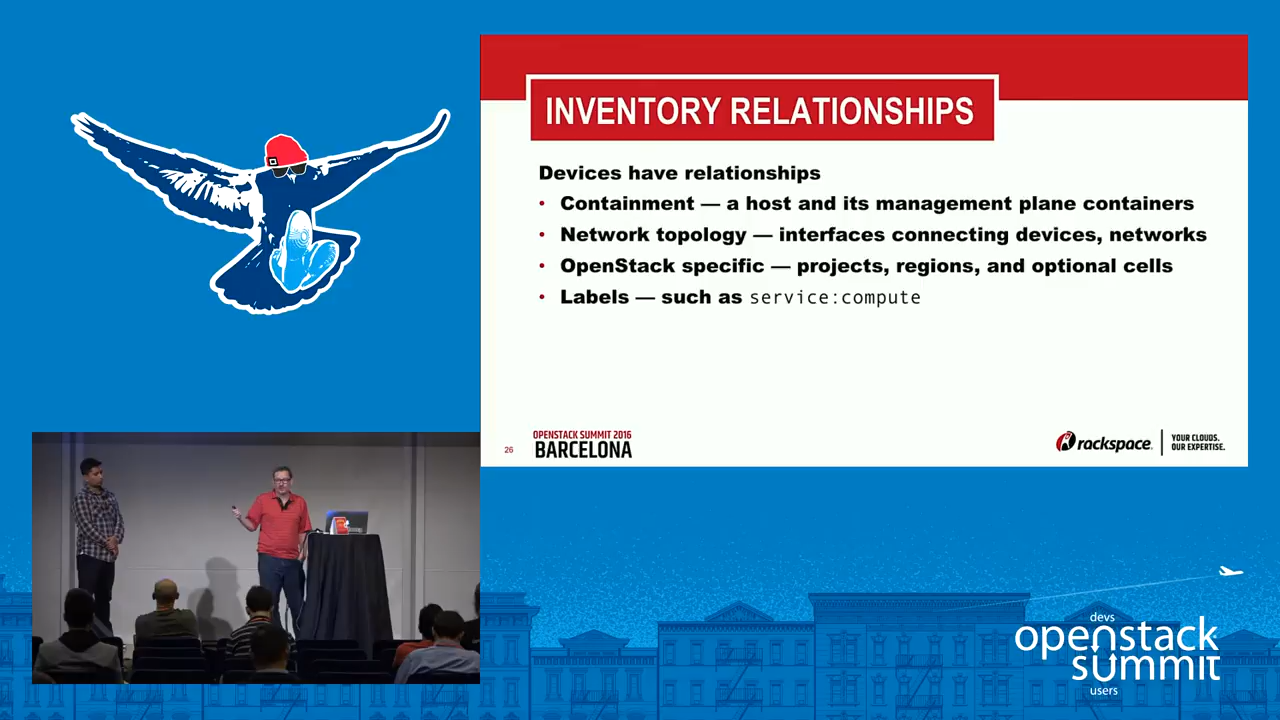 INVENTORY RELATIONSHIPS
Devices have relationships
• Containment — a host and its management plane containers
• Network topology — interfaces connecting devices, networks
• OpenStack specific — projects, regions, and optional cells
• Labels — such as service:compute
26
OPENSTACK SUMMIT 2016
BARCELONA
rackspace.
YOUR CLOUDS.
OUR EXPERTISE.
devs
openstack
summit
users